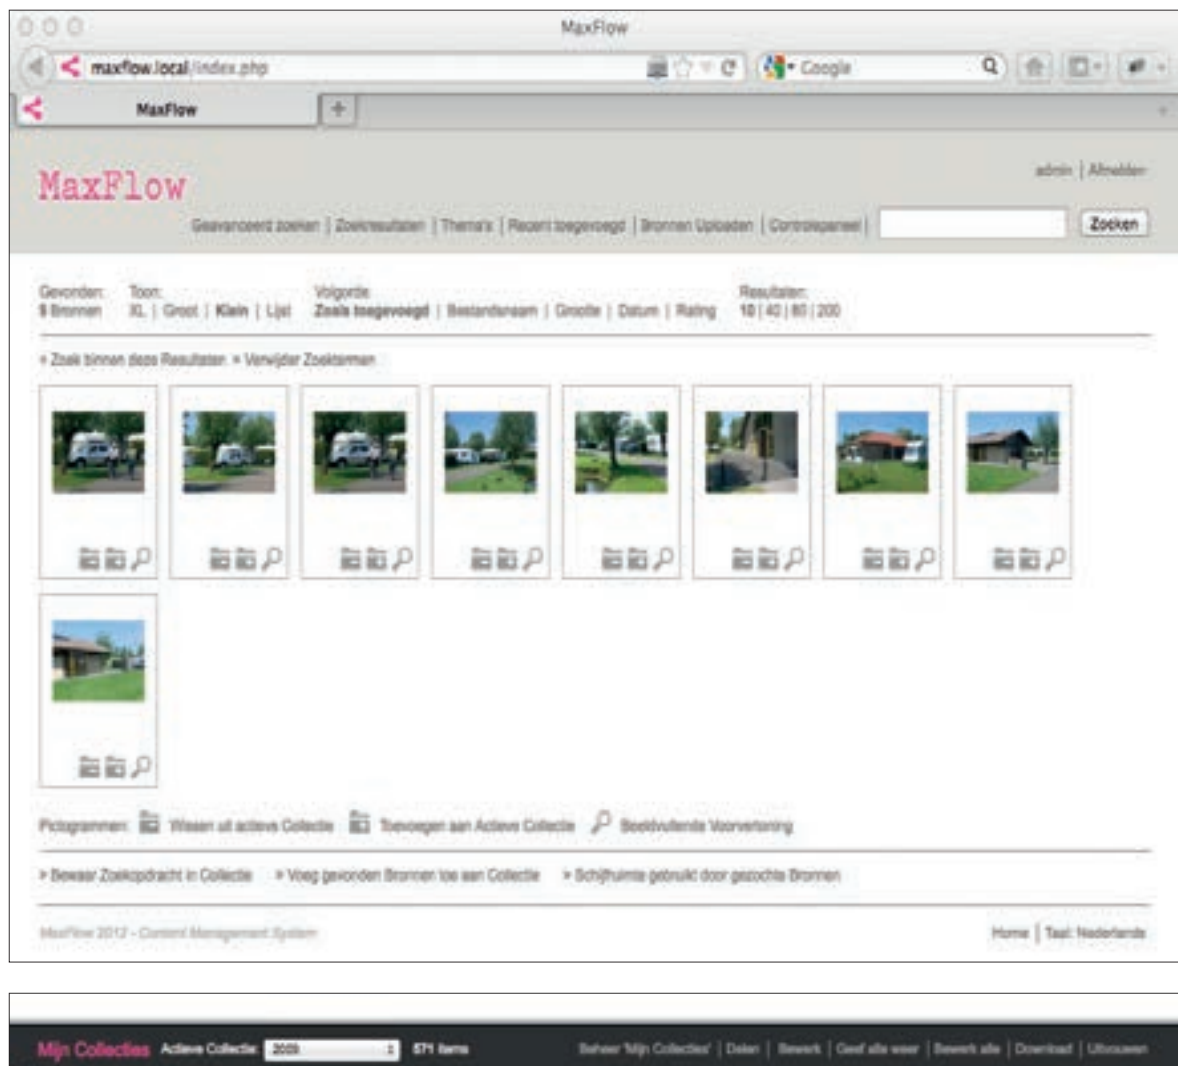 MaxFlow
maxflow.local/index.php
Google
MaxFlow
admin | Afmelden
MaxFlow
Geavanceerd zoeken | Zoekresultaten | Thema's | Recent toegevoegd | Bronnen Uploaden | Controlepaneel |
Zoeken
Gevonden: Toon: Volgorde: Resultaten:
9 Bronnen XL | Groot | Klein | Lijst Zoals toegevoegd | Bestandsnaam | Grootte | Datum | Rating 10 | 40 | 80 | 200
» Zoek binnen deze Resultaten » Verwijder Zoektermen
Pictogrammen: Wissen uit actieve Collectie Toevoegen aan Actieve Collectie Beeldvullende Voorvertoning
» Bewaar Zoekopdracht in Collectie » Voeg gevonden Bronnen toe aan Collectie » Schijfruimte gebruikt door gezochte Bronnen
MaxFlow 2012 - Content Management System
Home | Taal: Nederlands
Mijn Collecties Actieve Collectie: 2009 571 items Beheer 'Mijn Collecties' | Delen | Bewerk | Geef alle weer | Bewerk alle | Download | Uitvouwen